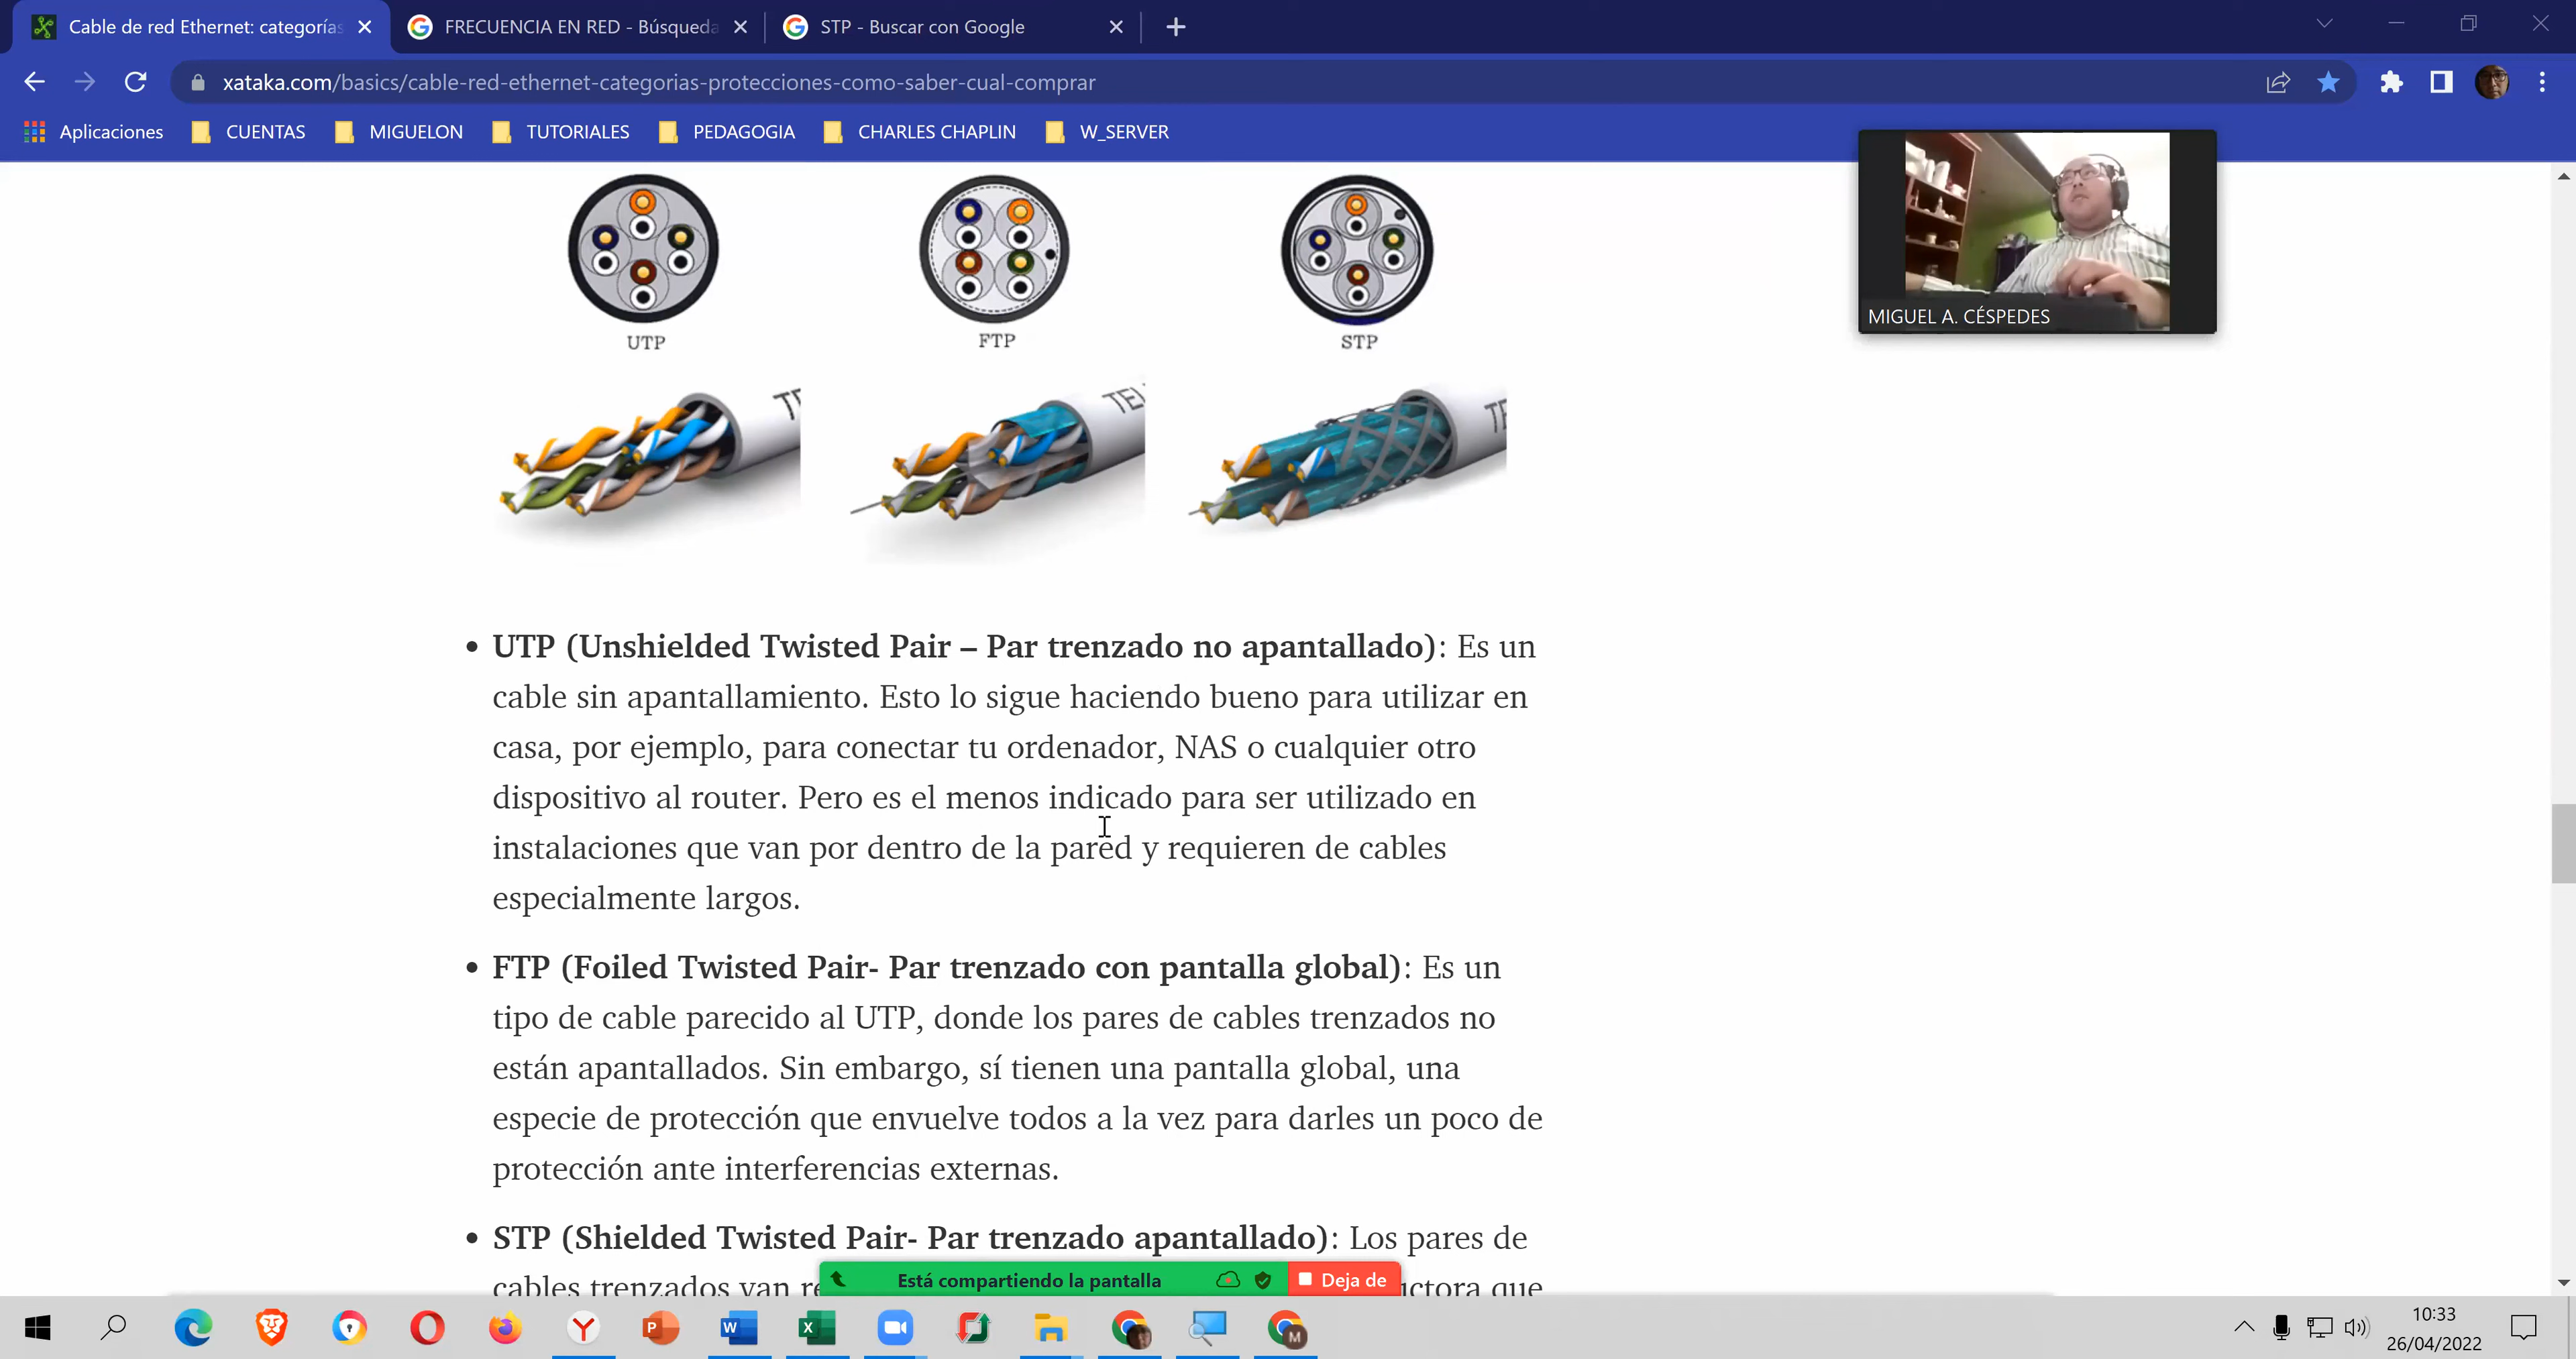 Cable de red Ethernet: categorías
FRECUENCIA EN RED - Búsqueda
STP - Buscar con Google
xataka.com/basics/cable-red-ethernet-categorias-protecciones-como-saber-cual-comprar
Aplicaciones
CUENTAS
MIGUELON
TUTORIALES
PEDAGOGIA
CHARLES CHAPLIN
W_SERVER
MIGUEL A. CÉSPEDES
UTP
FTP
STP
UTP (Unshielded Twisted Pair – Par trenzado no apantallado): Es un
cable sin apantallamiento. Esto lo sigue haciendo bueno para utilizar en
casa, por ejemplo, para conectar tu ordenador, NAS o cualquier otro
dispositivo al router. Pero es el menos indicado para ser utilizado en
instalaciones que van por dentro de la pared y requieren de cables
especialmente largos.
FTP (Foiled Twisted Pair- Par trenzado con pantalla global): Es un
tipo de cable parecido al UTP, donde los pares de cables trenzados no
están apantallados. Sin embargo, sí tienen una pantalla global, una
especie de protección que envuelve todos a la vez para darles un poco de
protección ante interferencias externas.
STP (Shielded Twisted Pair- Par trenzado apantallado): Los pares de
cables trenzados van
que
Está compartiendo la pantalla
Deja de
10:33
26/04/2022